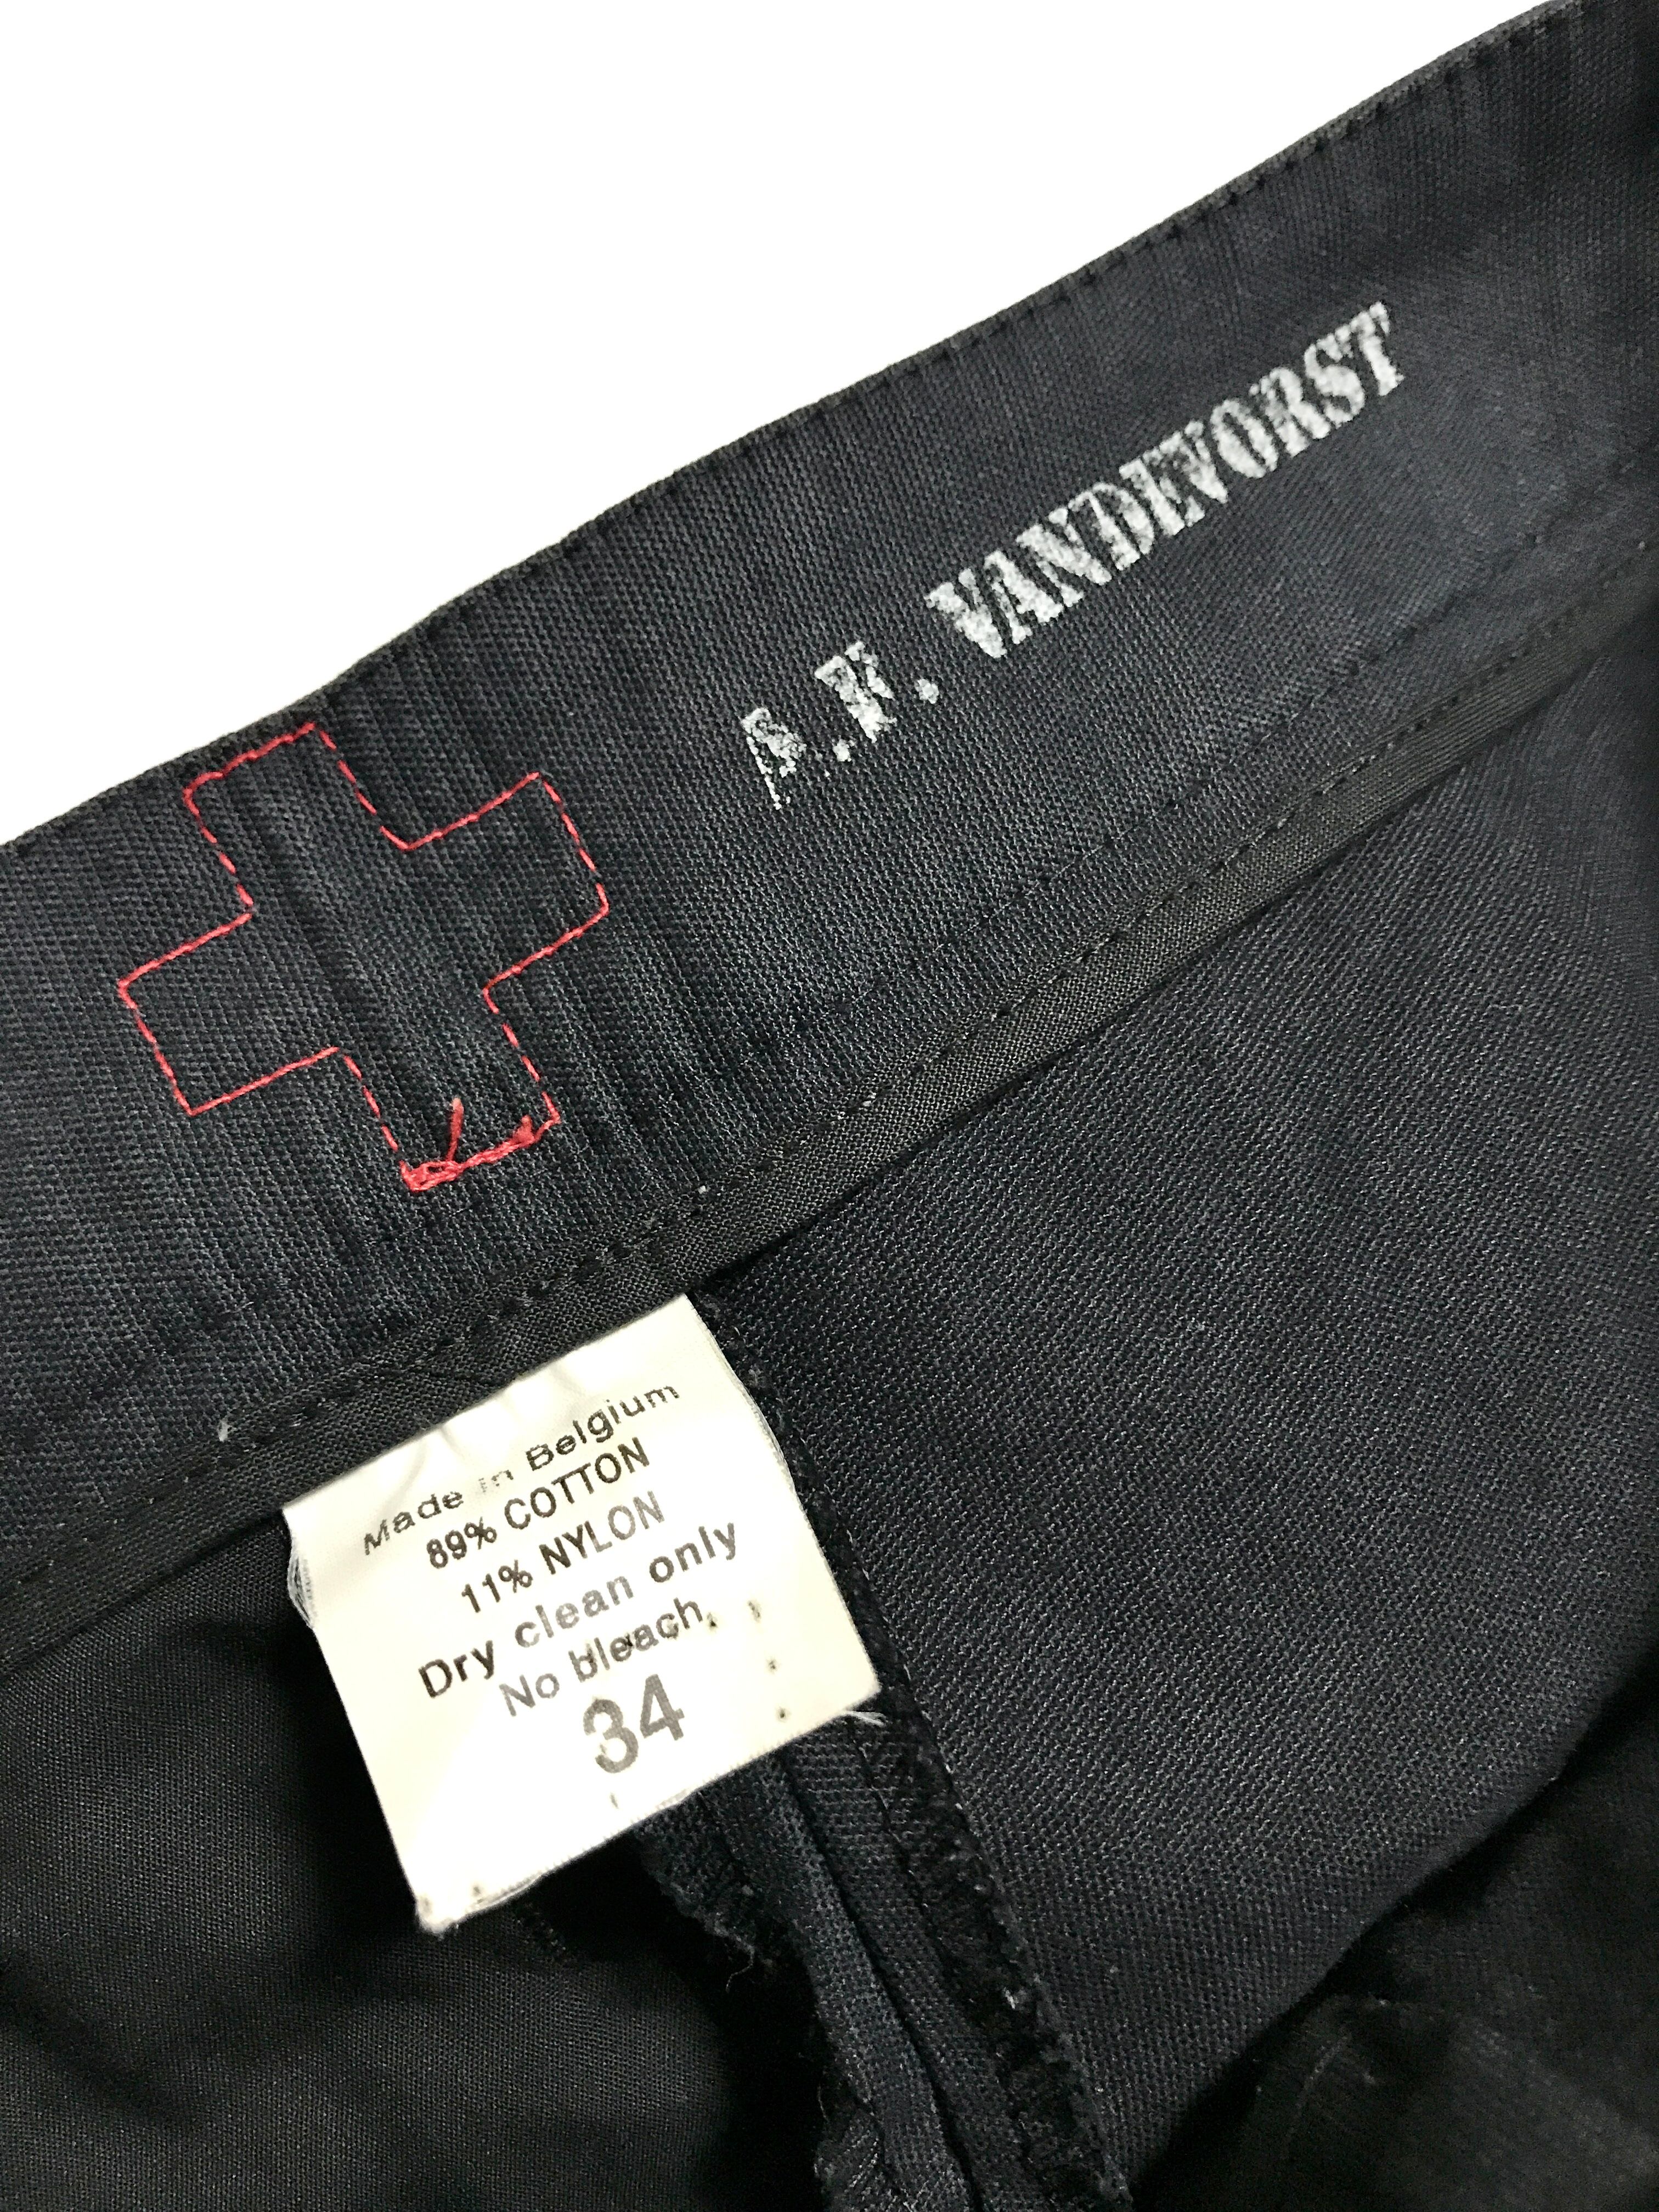 A.F. VANDEVORST
Made in Belgium
89% COTTON
11% NYLON
Dry clean only
No bleach,
34